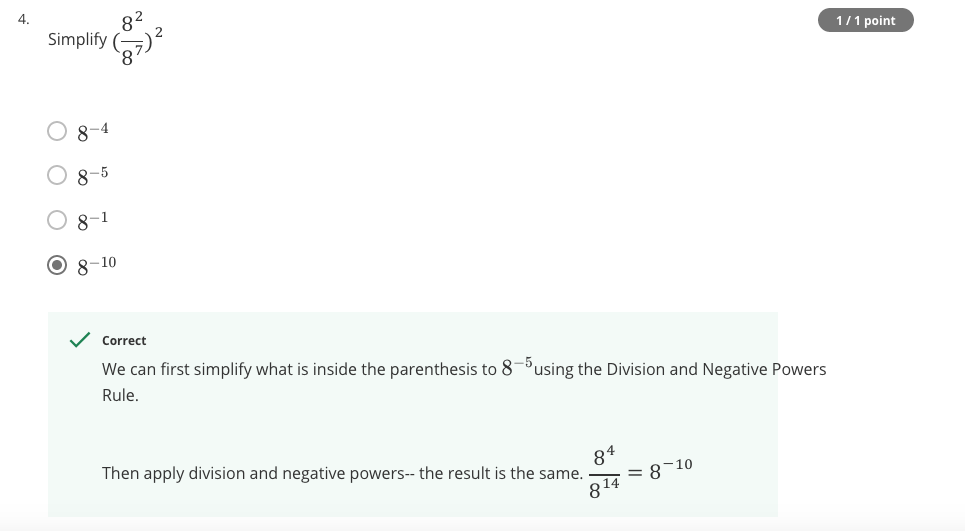 4.
1 / 1 point
Simplify $(\frac{8^2}{8^7})^2$
$8^{-4}$
$8^{-5}$
$8^{-1}$
$8^{-10}$
Correct
We can first simplify what is inside the parenthesis to $8^{-5}$using the Division and Negative Powers
Rule.
Then apply division and negative powers-- the result is the same. $\frac{8^4}{8^{14}} = 8^{-10}$